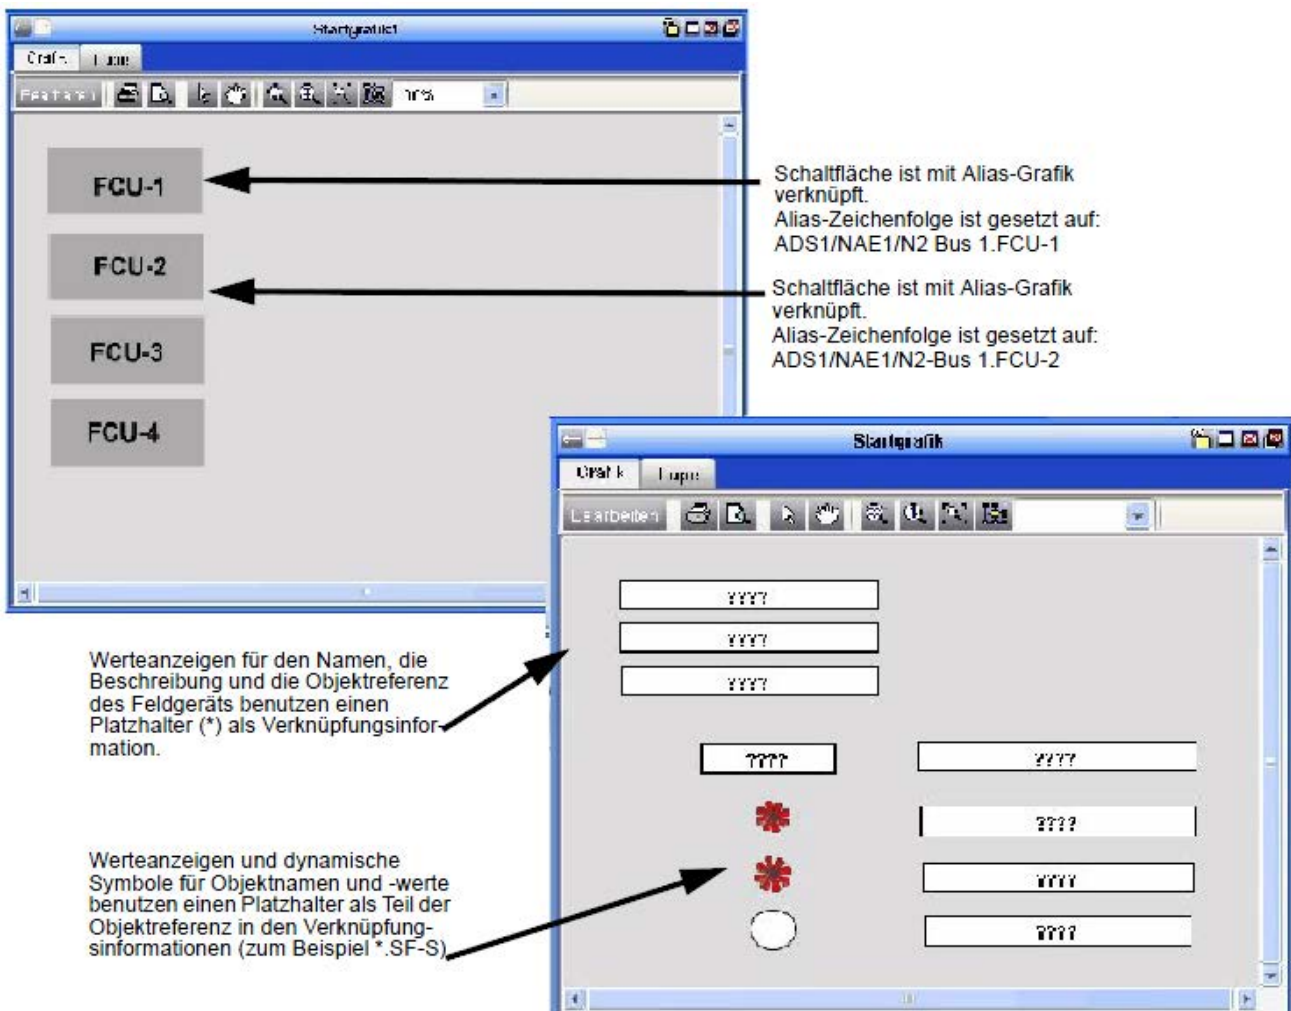 Startgrafik1
Grafik
Bearbeiten
FCU-1
FCU-2
FCU-3
FCU-4
Schaltfläche ist mit Alias-Grafik
verknüpft.
Alias-Zeichenfolge ist gesetzt auf:
ADS1/NAE1/N2 Bus 1.FCU-1
Schaltfläche ist mit Alias-Grafik
verknüpft.
Alias-Zeichenfolge ist gesetzt auf:
ADS1/NAE1/N2-Bus 1.FCU-2
Startgrafik
Grafik
Lupe
Bearbeiten
????
????
????
????
????
????
????
????
Werteanzeigen für den Namen, die
Beschreibung und die Objektreferenz
des Feldgeräts benutzen einen
Platzhalter (*) als Verknüpfungsinfor-
mation.
Werteanzeigen und dynamische
Symbole für Objektnamen und -werte
benutzen einen Platzhalter als Teil der
Objektreferenz in den Verknüpfung-
sinformationen (zum Beispiel *.SF-S)